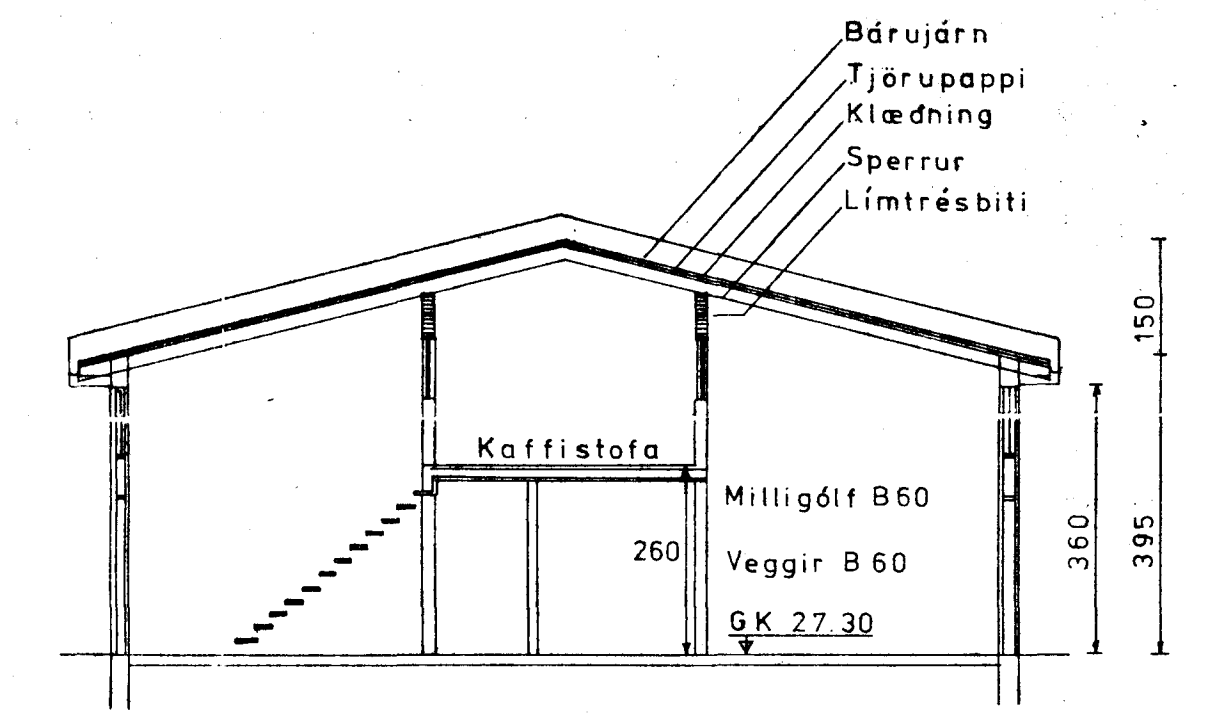 Bárujárn
Tjörupappi
Klæðning
Sperrur
Límtrésbiti
150
Kaffistofa
Milligólf B60
260
Veggir B 60
360
395
GK 27.30